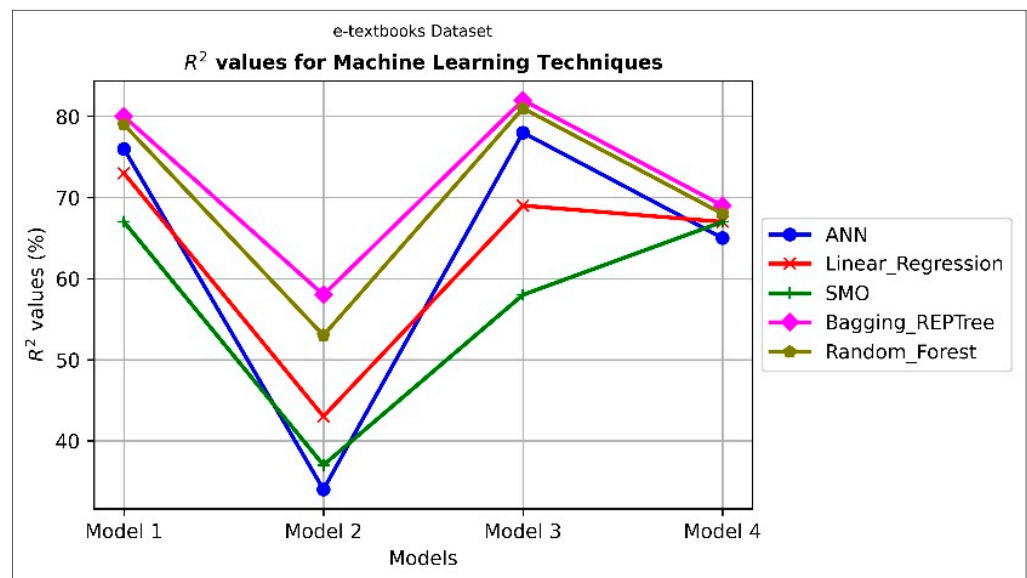 e-textbooks Dataset
R² values for Machine Learning Techniques
R² values (%)
80
70
60
50
40
Model 1
Model 2
Model 3
Model 4
Models
ANN
Linear_Regression
SMO
Bagging_REPTree
Random_Forest